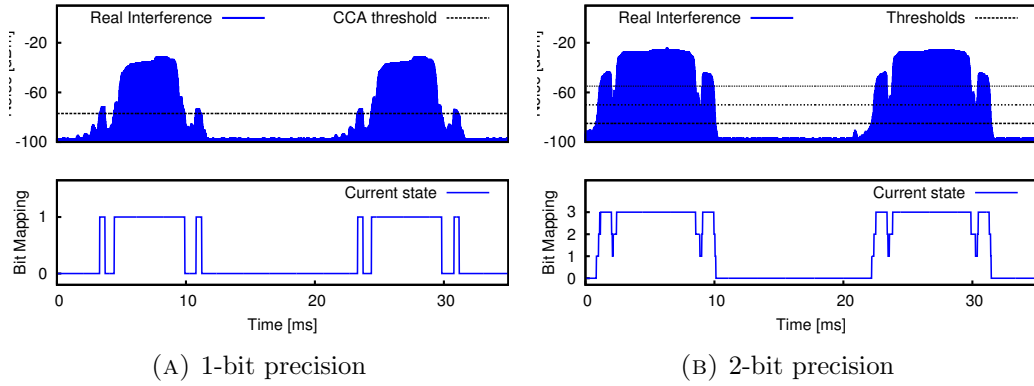 Real Interference
CCA threshold
-20
-60
-100
Current state
Bit Mapping
1
0
0 10 20 30
Time [ms]
(A) 1-bit precision
Real Interference
Thresholds
-20
-60
-100
Current state
Bit Mapping
3
2
1
0
0 10 20 30
Time [ms]
(B) 2-bit precision